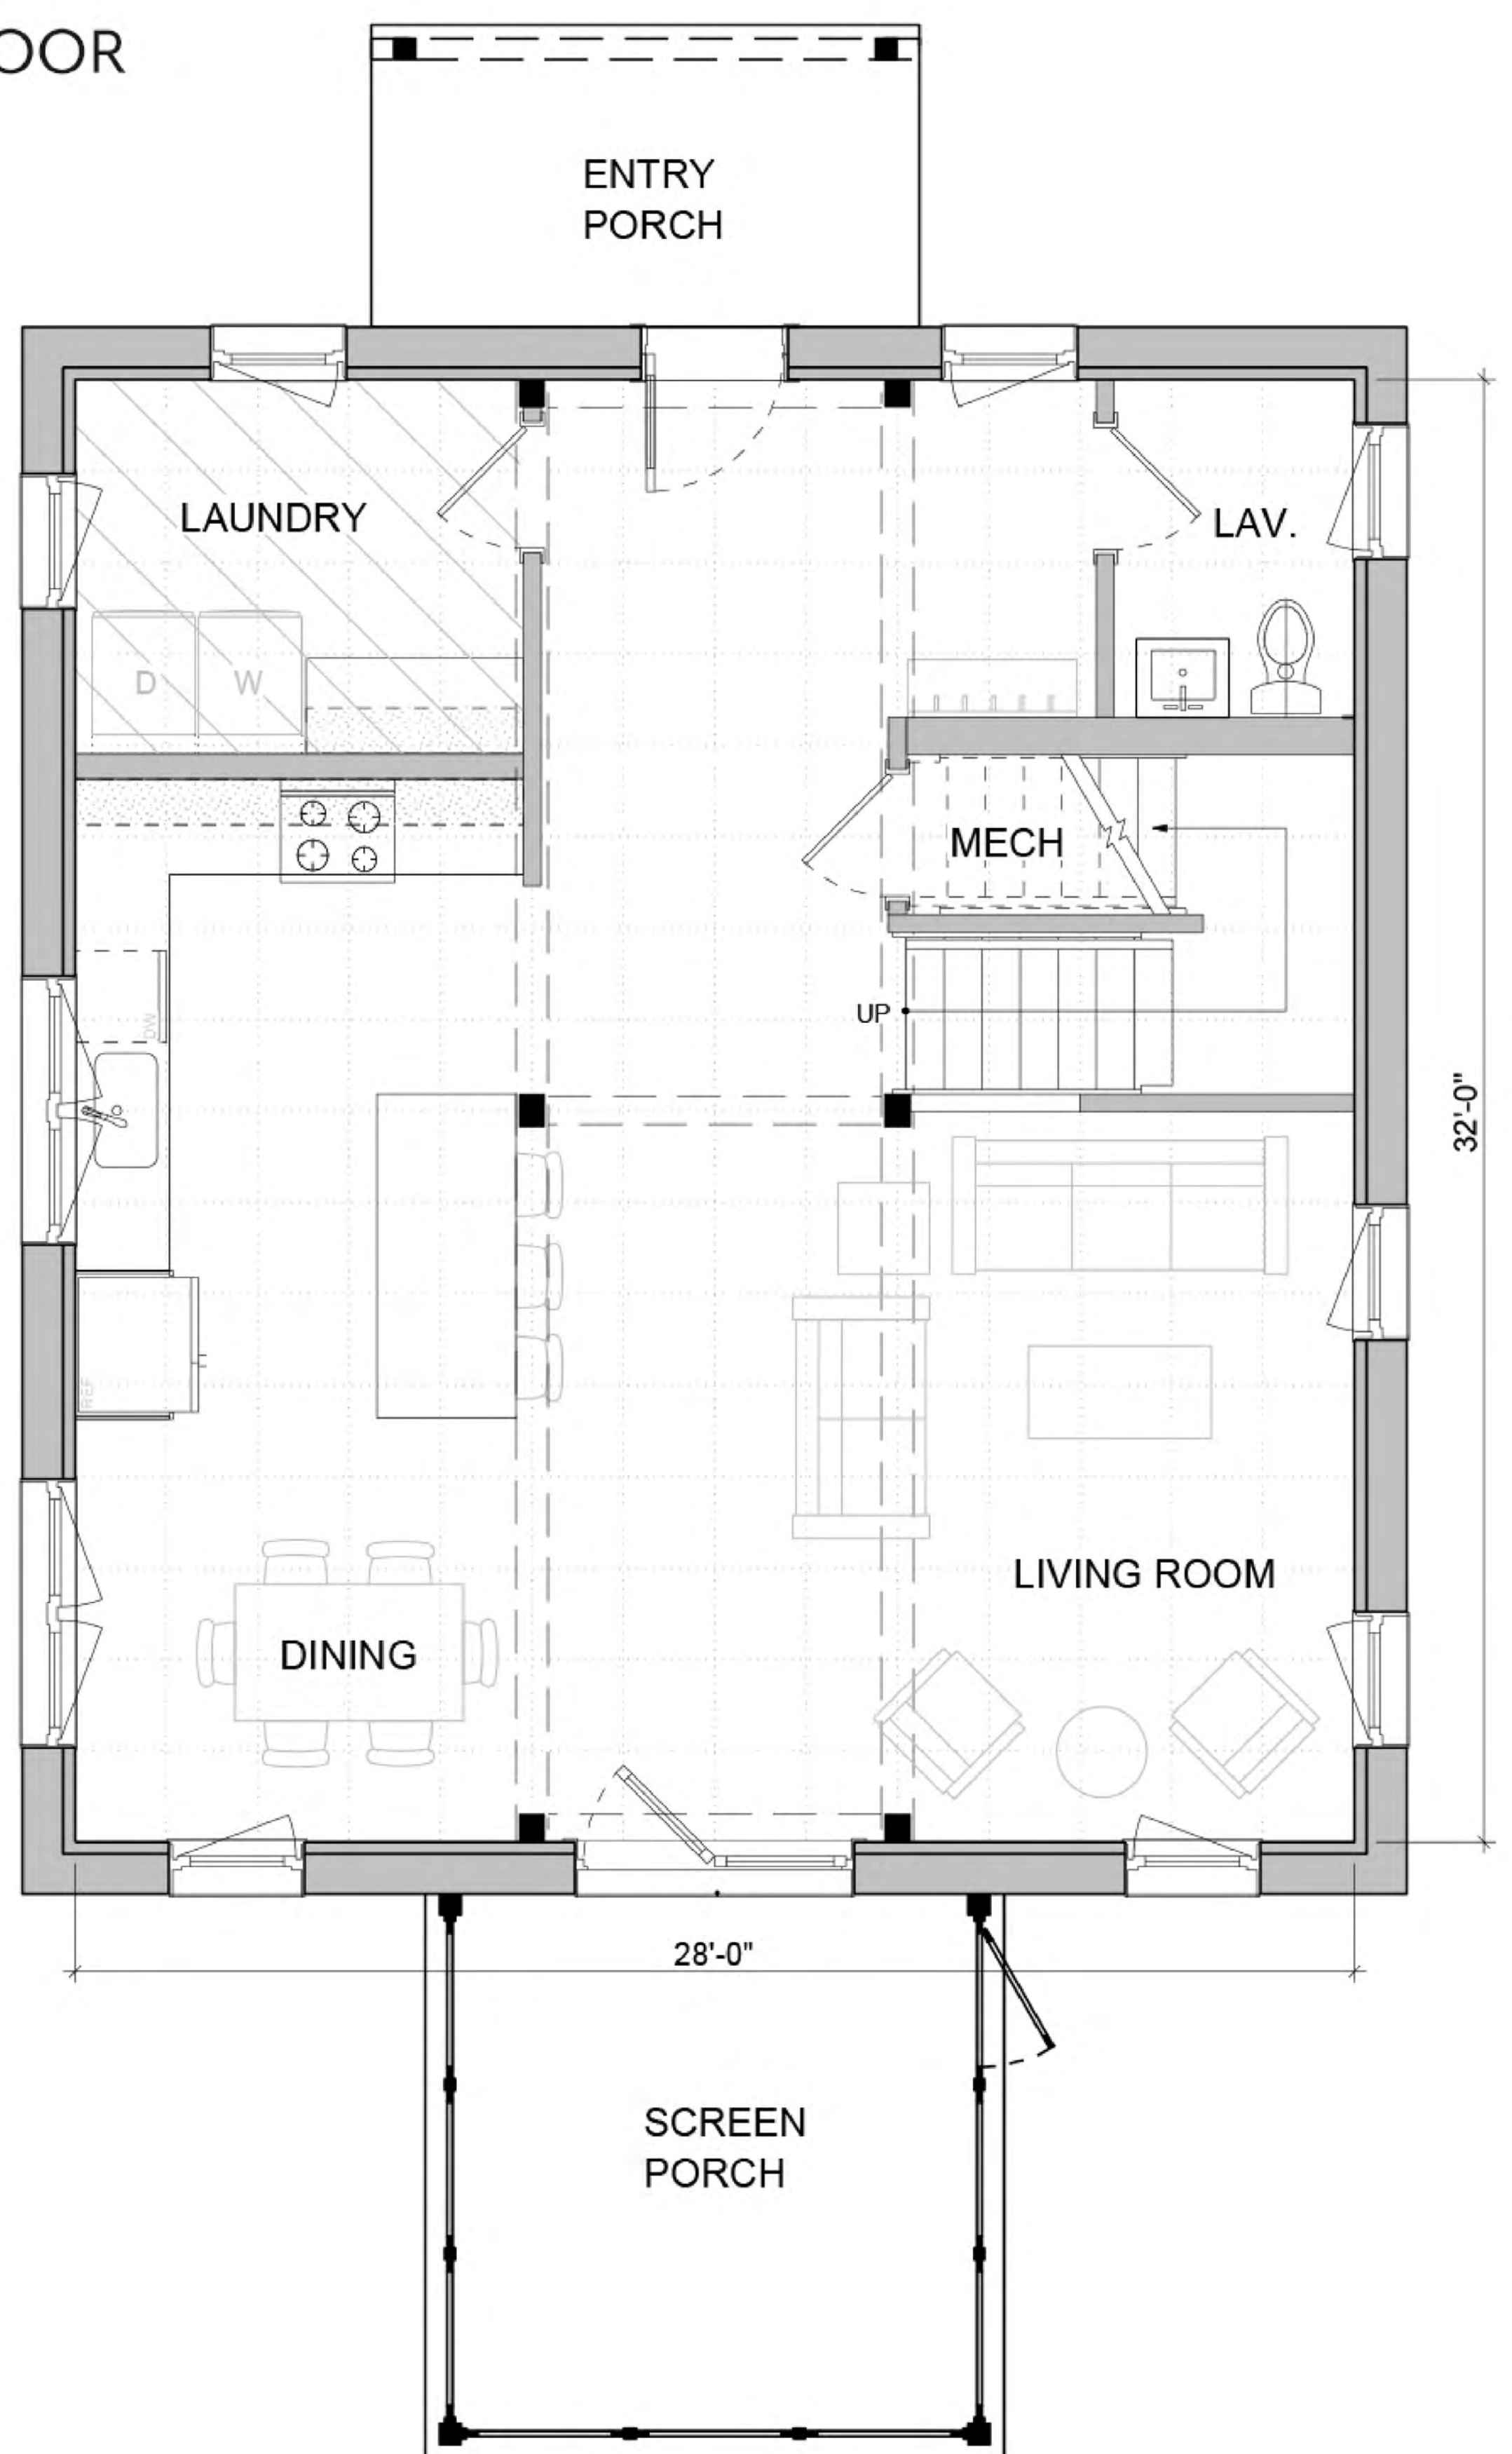 OOR
ENTRY
PORCH
LAUNDRY
LAV.
D W
MECH
UP
DW
32'-0"
REF
LIVING ROOM
DINING
28'-0"
SCREEN
PORCH